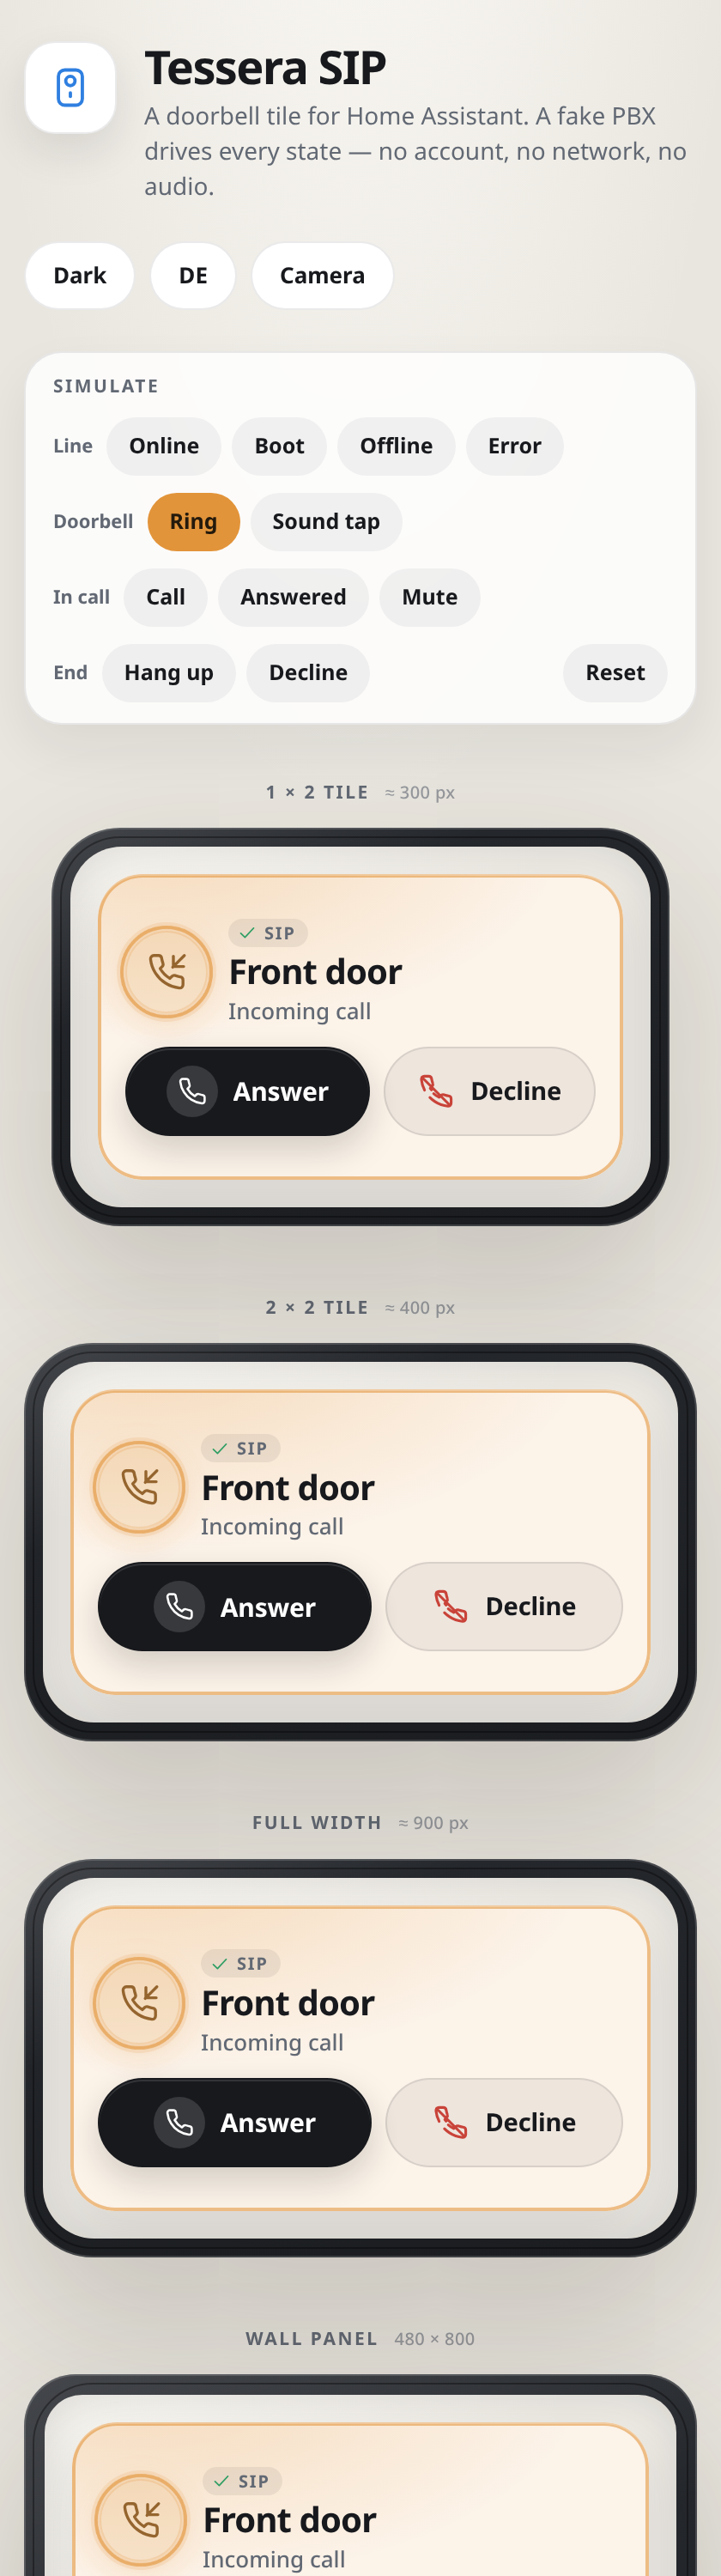 Tessera SIP
A doorbell tile for Home Assistant. A fake PBX
drives every state — no account, no network, no
audio.
Dark DE Camera
SIMULATE
Line Online Boot Offline Error
Doorbell Ring Sound tap
In call Call Answered Mute
End Hang up Decline Reset
1 × 2 TILE ≈ 300 px
SIP
Front door
Incoming call
Answer Decline
2 × 2 TILE ≈ 400 px
SIP
Front door
Incoming call
Answer Decline
FULL WIDTH ≈ 900 px
SIP
Front door
Incoming call
Answer Decline
WALL PANEL 480 × 800
SIP
Front door
Incoming call